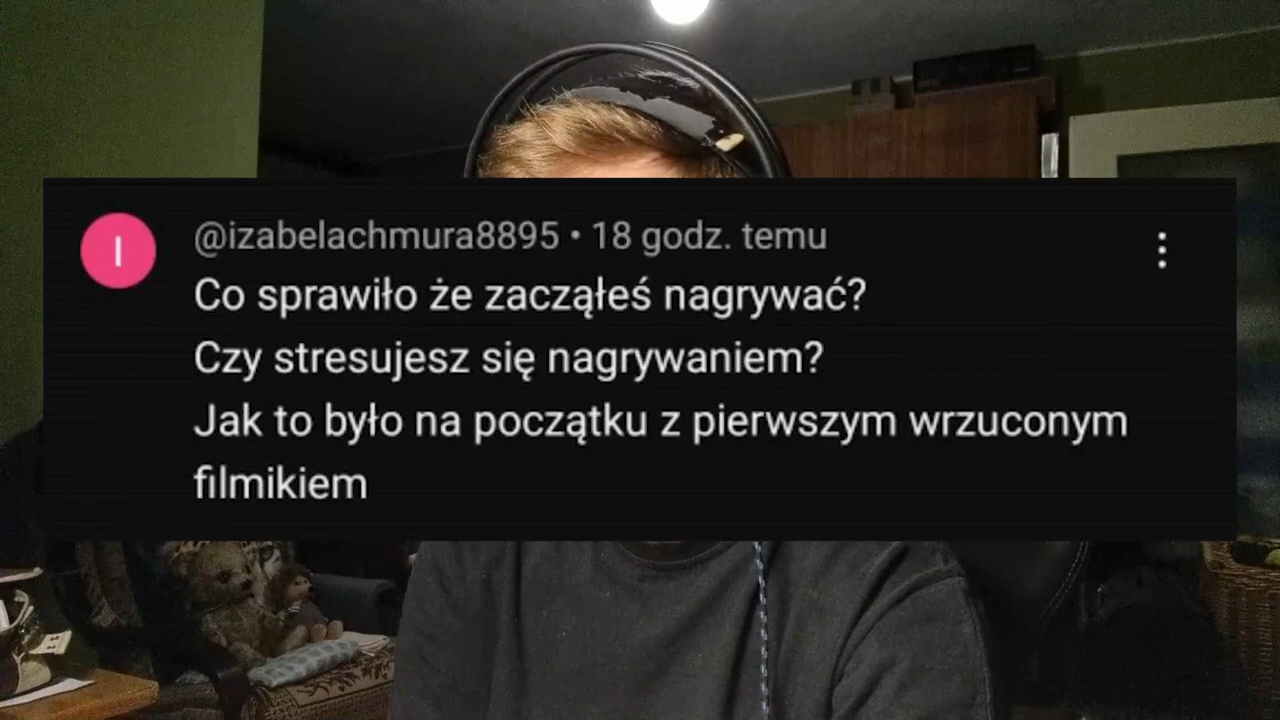 I
@izabelachmura8895 • 18 godz. temu
Co sprawiło że zacząłeś nagrywać?
Czy stresujesz się nagrywaniem?
Jak to było na początku z pierwszym wrzuconym
filmikiem